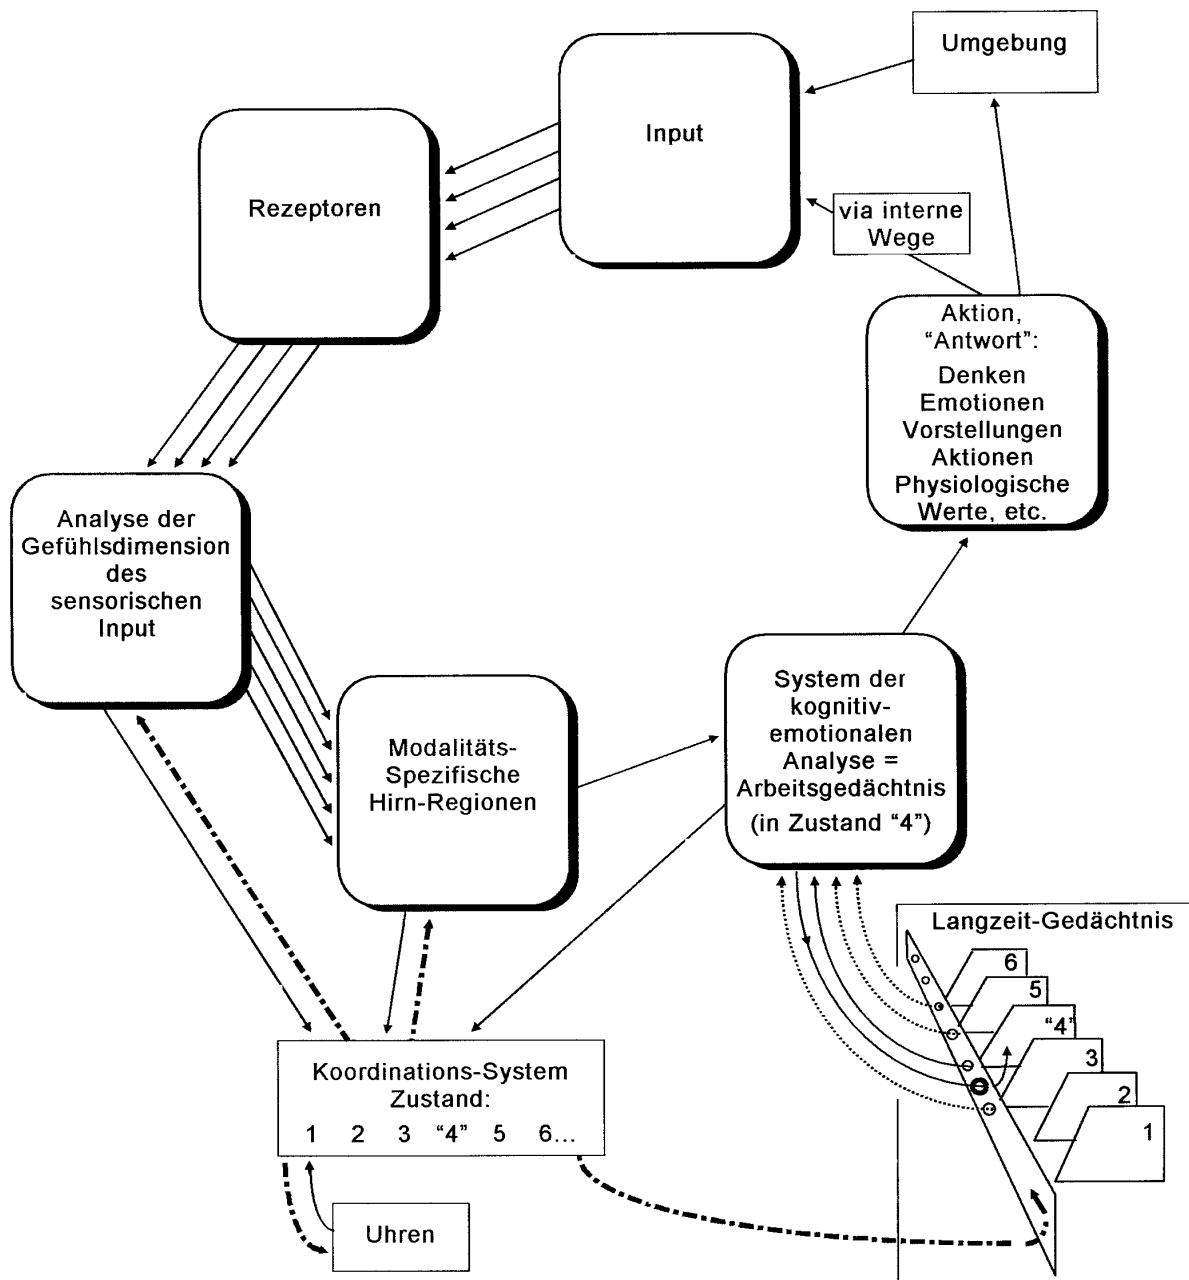 Umgebung
Input
Rezeptoren
via interne
Wege
Aktion,
“Antwort”:
Denken
Emotionen
Vorstellungen
Aktionen
Physiologische
Werte, etc.
Analyse der
Gefühlsdimension
des
sensorischen
Input
Modalitäts-
Spezifische
Hirn-Regionen
System der
kognitiv-
emotionalen
Analyse =
Arbeitsgedächtnis
(in Zustand “4”)
Langzeit-Gedächtnis
6
5
“4”
3
2
1
Koordinations-System
Zustand:
1 2 3 “4” 5 6...
Uhren